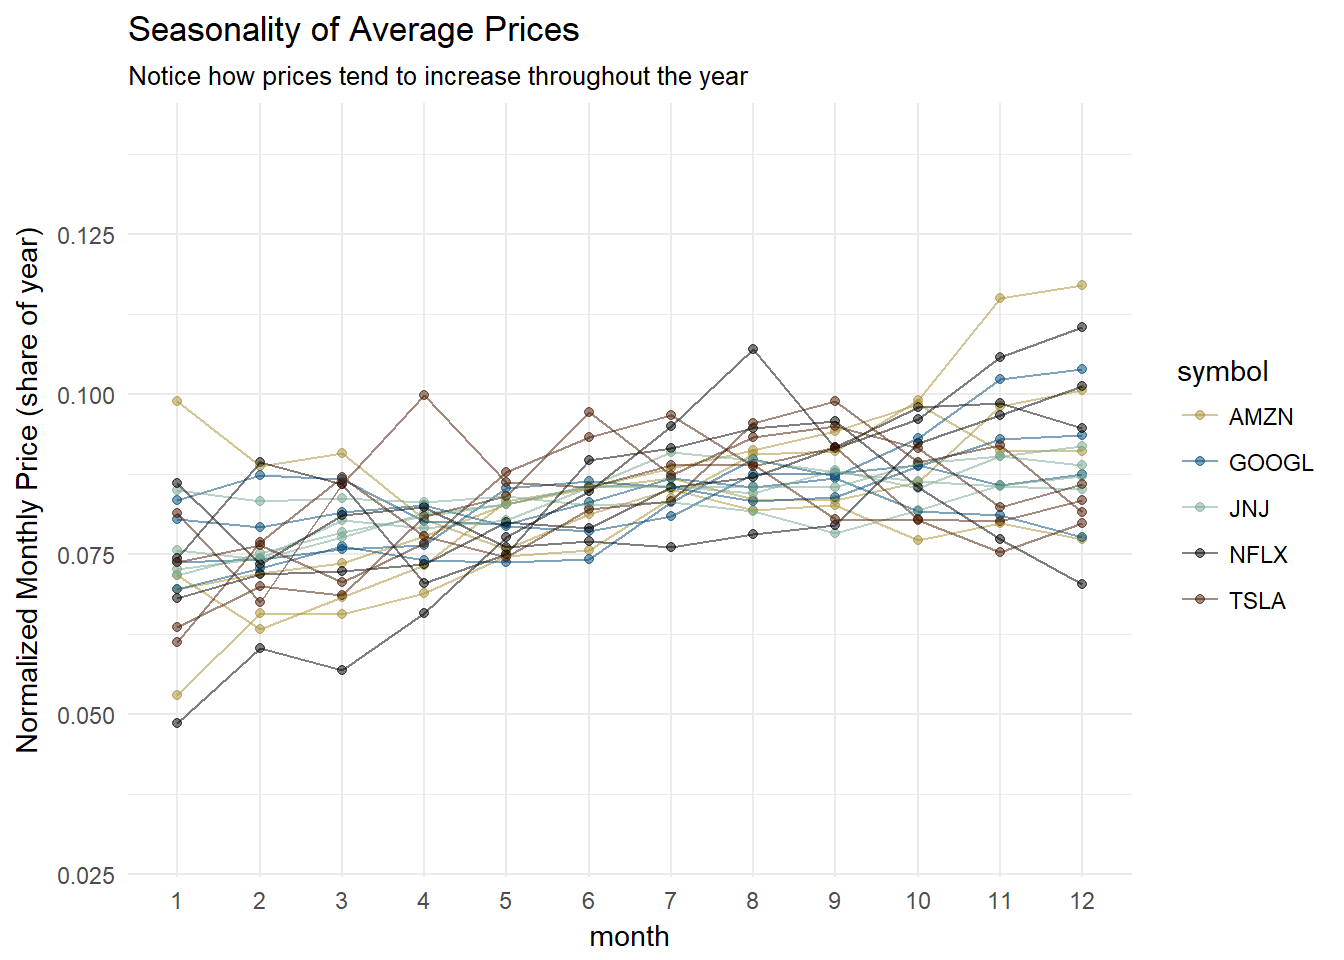 Seasonality of Average Prices
Notice how prices tend to increase throughout the year
Normalized Monthly Price (share of year)
0.125
0.100
0.075
0.050
0.025
1 2 3 4 5 6 7 8 9 10 11 12
month
symbol
AMZN
GOOGL
JNJ
NFLX
TSLA